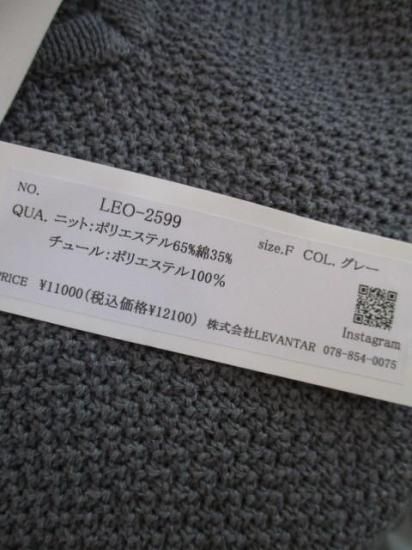 NO. LEO-2599
QUA. ニット:ポリエステル65%綿35% size.F COL. グレー
チュール:ポリエステル100%
PRICE ¥11000(税込価格¥12100) 株式会社LEVANTAR 078-854-0075
Instagram